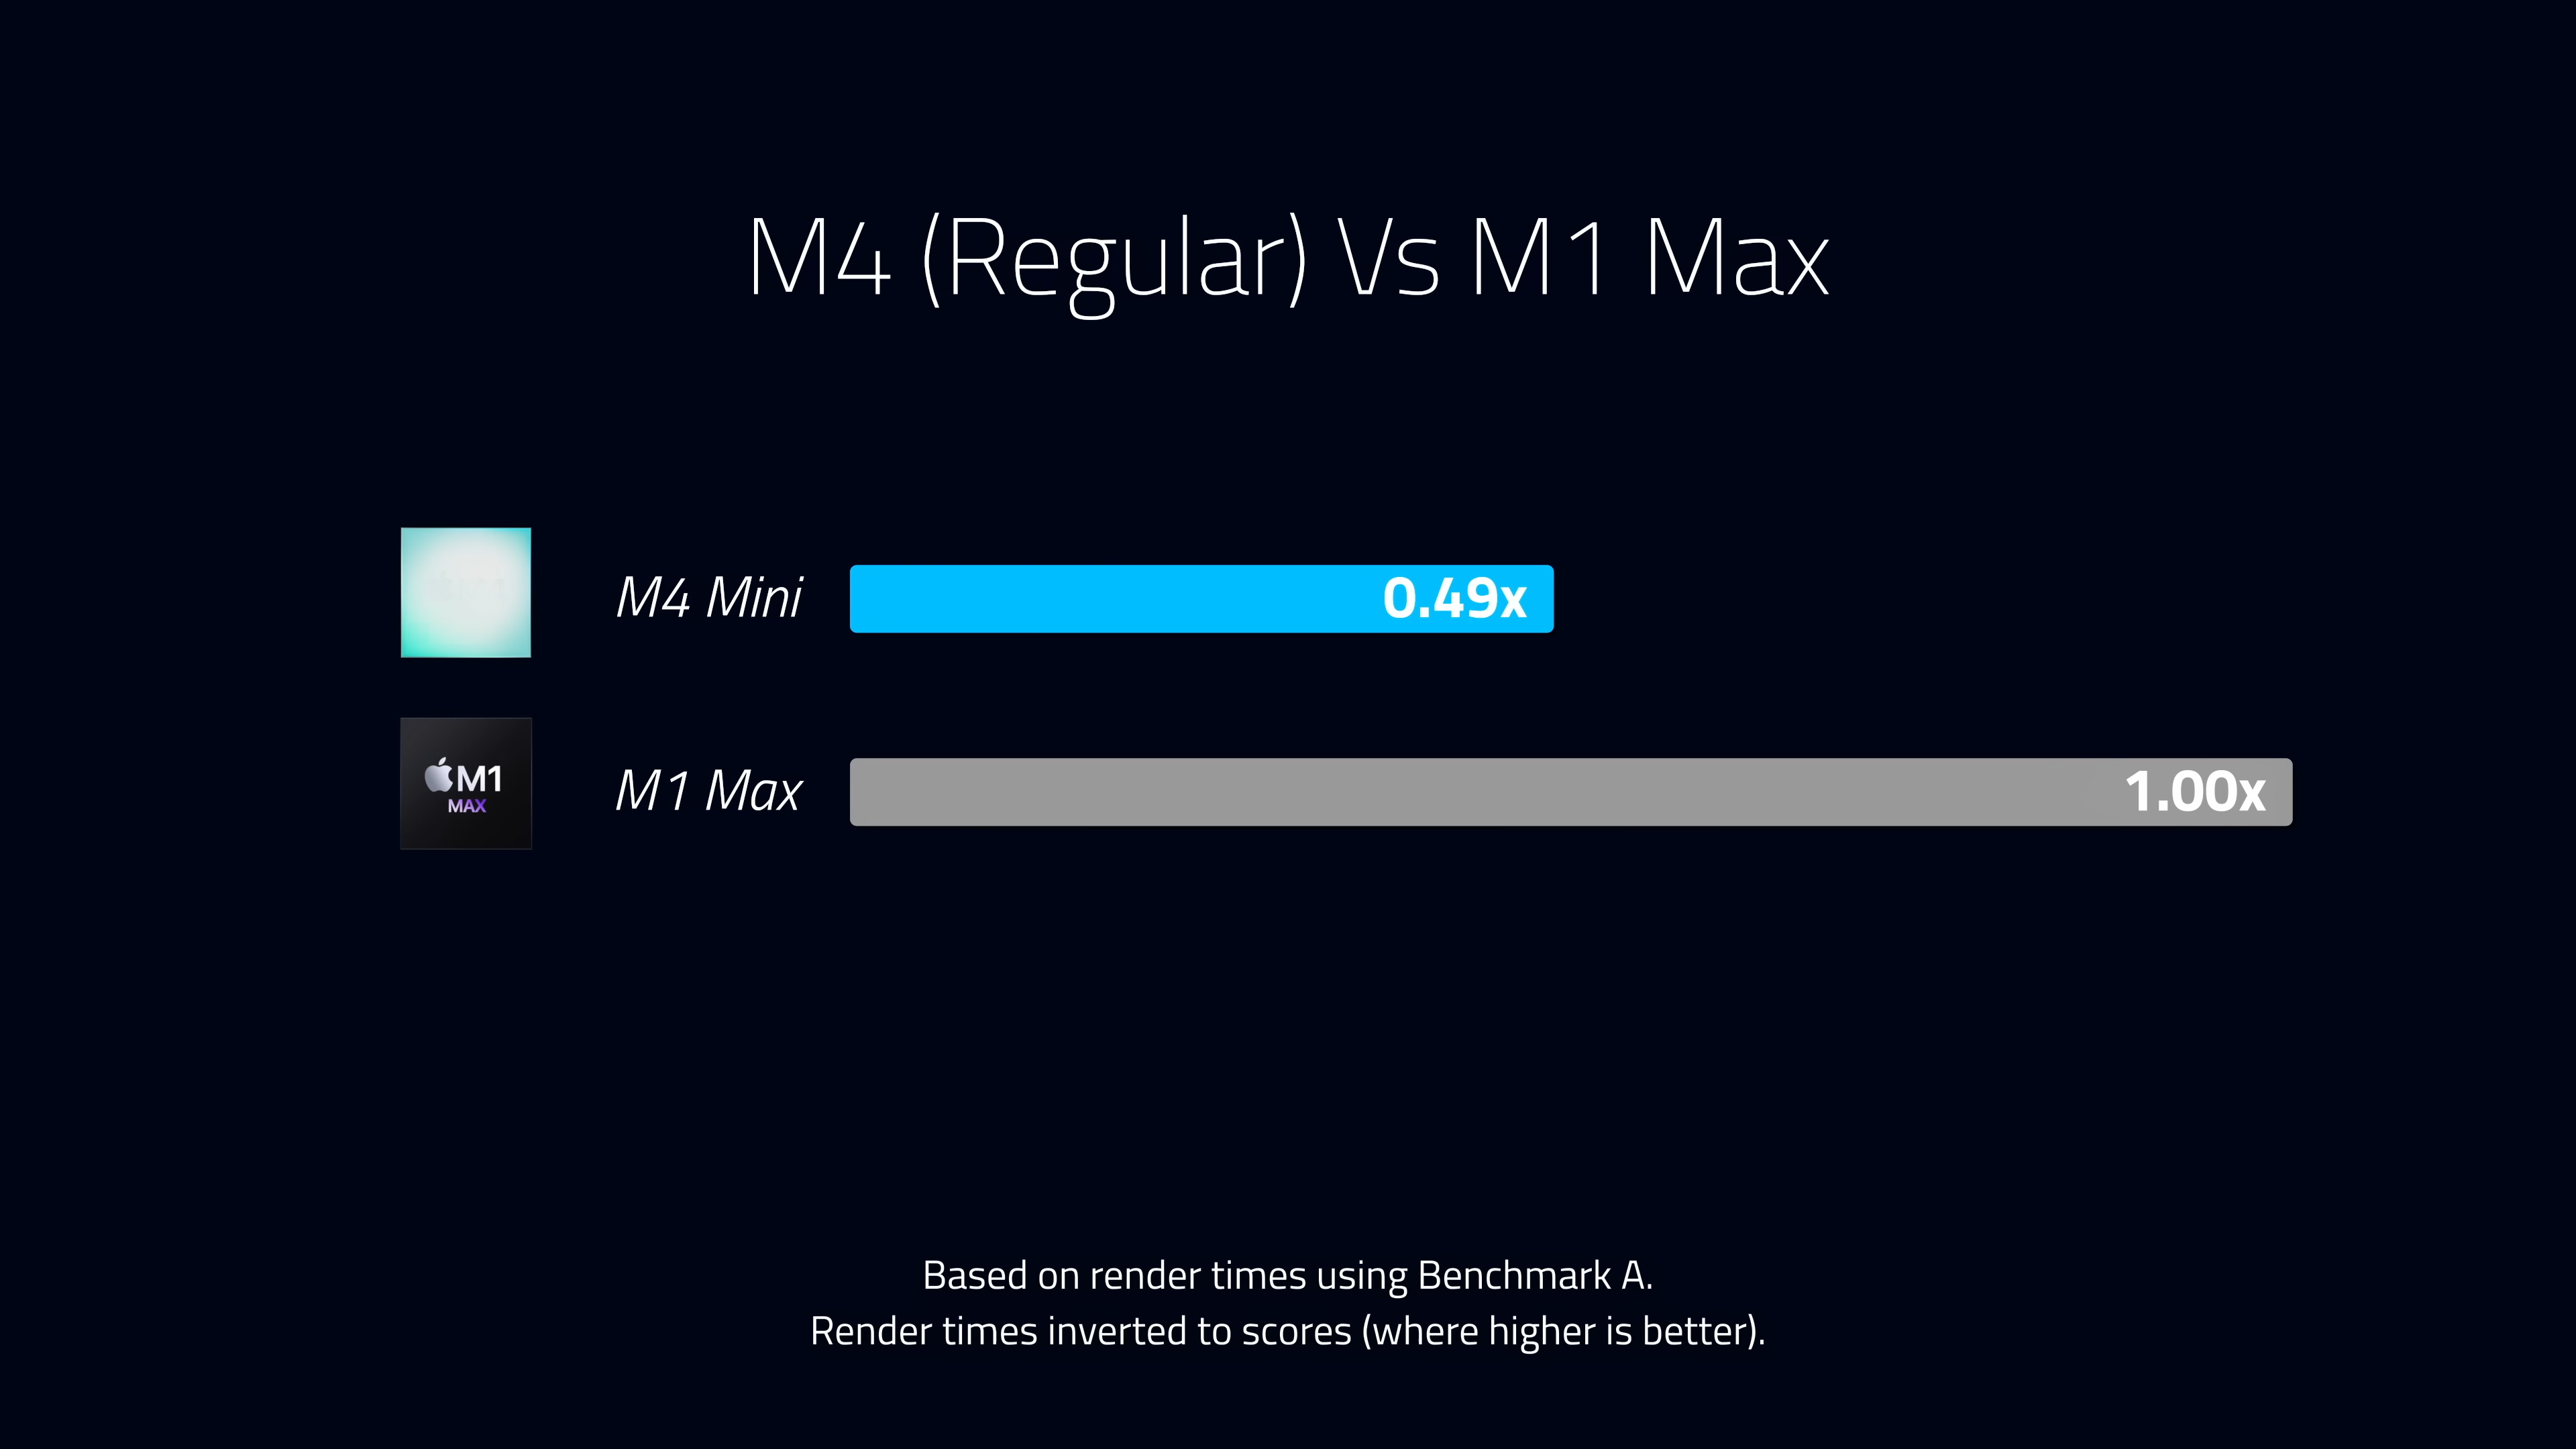 M4 (Regular) Vs M1 Max
M4 Mini
0.49x
M1
MAX
M1 Max
1.00x
Based on render times using Benchmark A.
Render times inverted to scores (where higher is better).